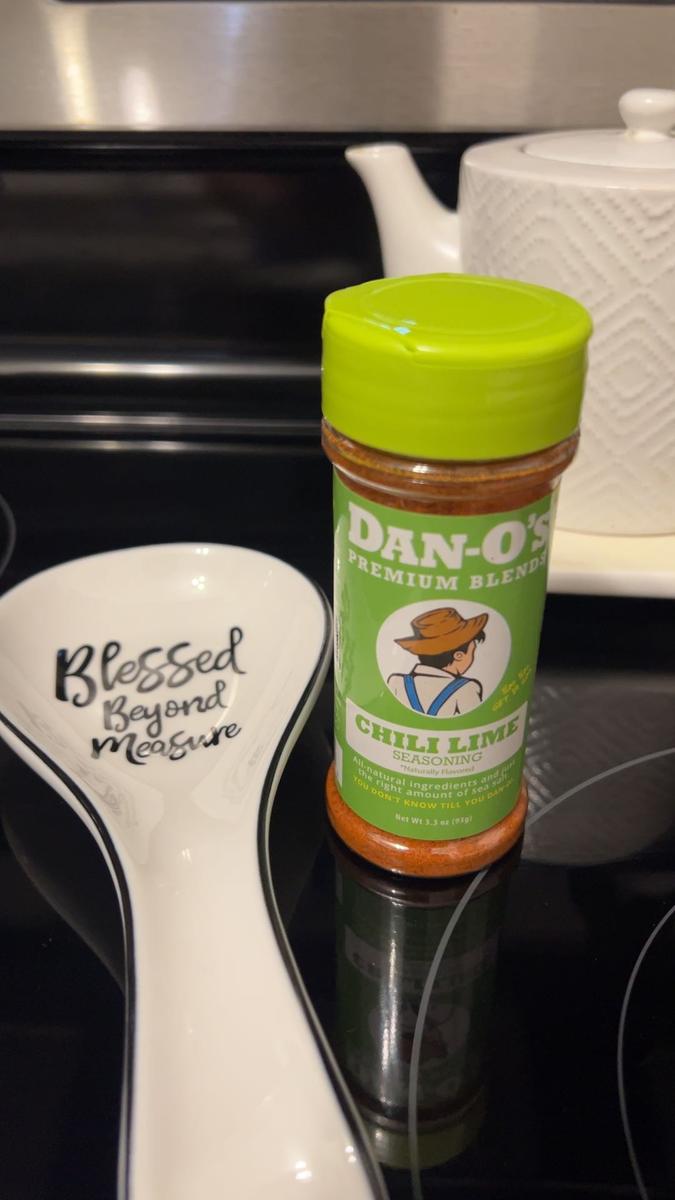 Blessed
Beyond
Measure
DAN-O's
PREMIUM BLENDS
CHILI LIME
SEASONING
*Naturally Flavored
All-natural ingredients and just
the right amount of sea salt.
YOU DON'T KNOW TILL YOU DAN-O!
Net Wt 3.3 oz (93g)